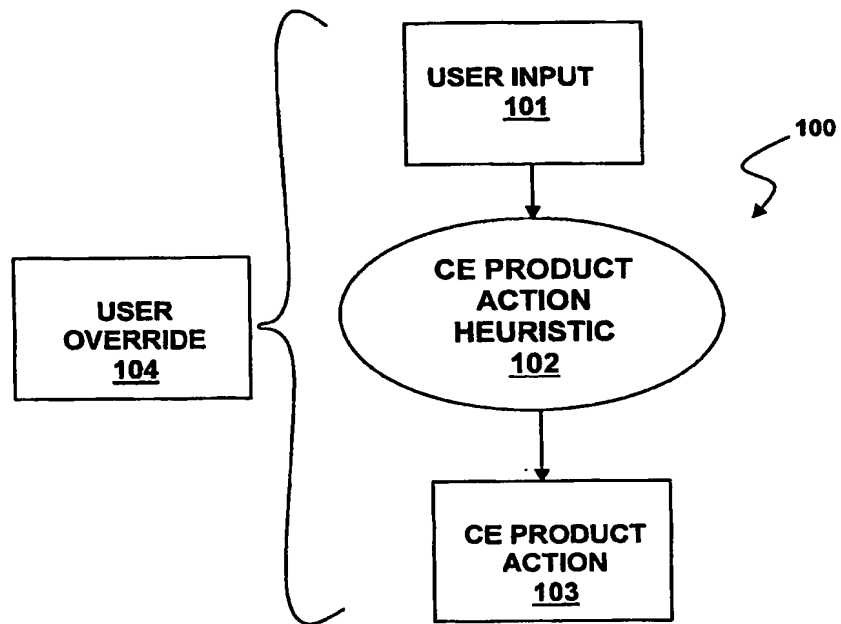 USER INPUT
101
100
CE PRODUCT
ACTION
HEURISTIC
102
USER
OVERRIDE
104
CE PRODUCT
ACTION
103